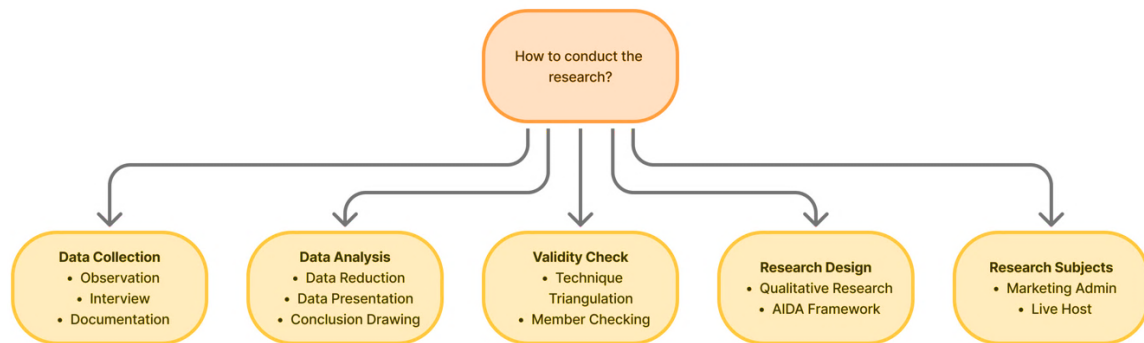 How to conduct the
research?
Data Collection
• Observation
• Interview
• Documentation
Data Analysis
• Data Reduction
• Data Presentation
• Conclusion Drawing
Validity Check
• Technique
Triangulation
• Member Checking
Research Design
• Qualitative Research
• AIDA Framework
Research Subjects
• Marketing Admin
• Live Host